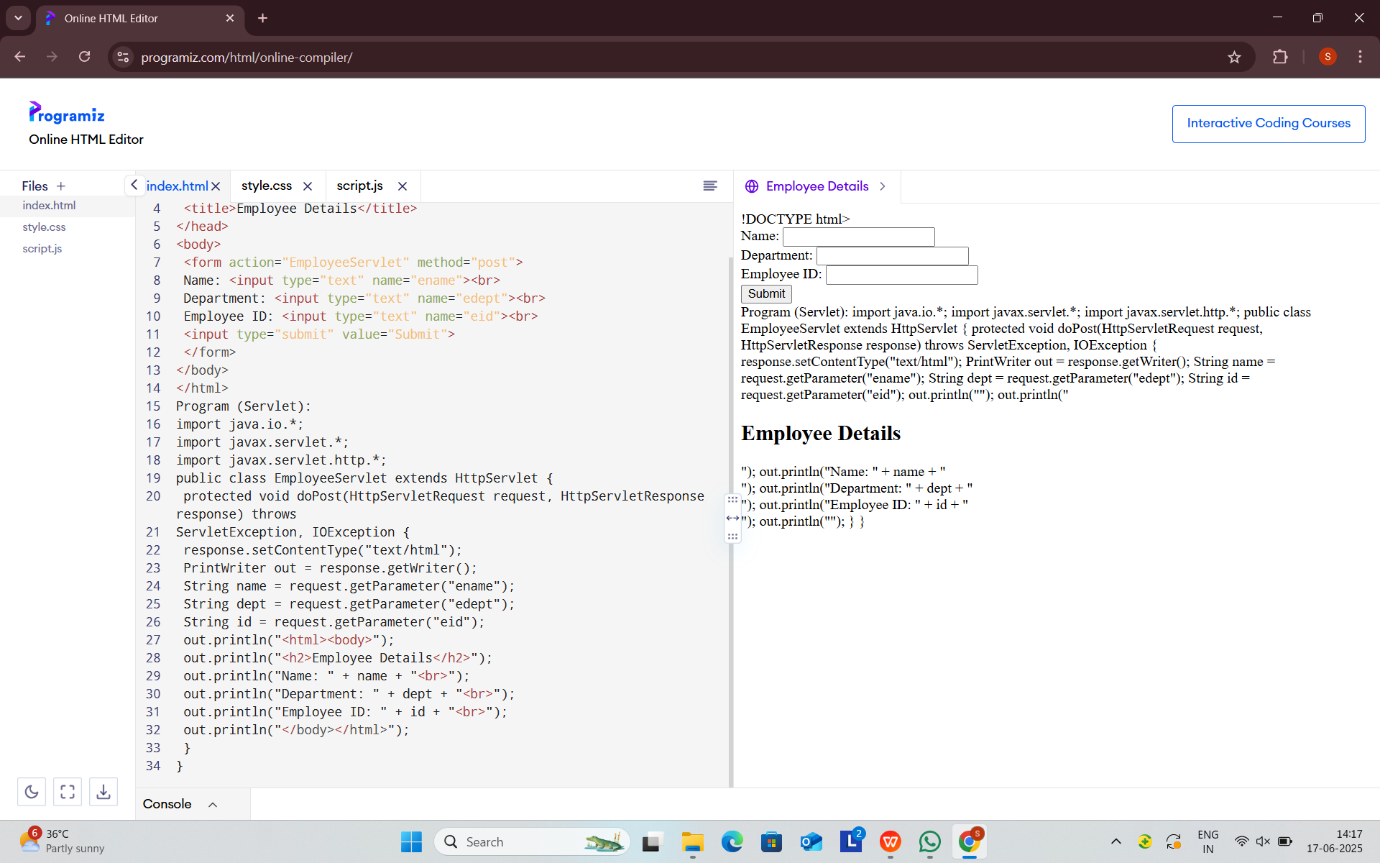 Online HTML Editor
programiz.com/html/online-compiler/
S
Programiz
Online HTML Editor
Interactive Coding Courses
Files +
index.html
style.css
script.js
index.html
style.css
script.js
4 <title>Employee Details</title>
5 </head>
6 <body>
7 <form action="EmployeeServlet" method="post">
8 Name: <input type="text" name="ename"><br>
9 Department: <input type="text" name="edept"><br>
10 Employee ID: <input type="text" name="eid"><br>
11 <input type="submit" value="Submit">
12 </form>
13 </body>
14 </html>
15 Program (Servlet):
16 import java.io.*;
17 import javax.servlet.*;
18 import javax.servlet.http.*;
19 public class EmployeeServlet extends HttpServlet {
20 protected void doPost(HttpServletRequest request, HttpServletResponse
response) throws
21 ServletException, IOException {
22 response.setContentType("text/html");
23 PrintWriter out = response.getWriter();
24 String name = request.getParameter("ename");
25 String dept = request.getParameter("edept");
26 String id = request.getParameter("eid");
27 out.println("<html><body>");
28 out.println("<h2>Employee Details</h2>");
29 out.println("Name: " + name + "<br>");
30 out.println("Department: " + dept + "<br>");
31 out.println("Employee ID: " + id + "<br>");
32 out.println("</body></html>");
33 }
34 }
Console
Employee Details
!DOCTYPE html>
Name:
Department:
Employee ID:
Submit
Program (Servlet): import java.io.*; import javax.servlet.*; import javax.servlet.http.*; public class
EmployeeServlet extends HttpServlet { protected void doPost(HttpServletRequest request,
HttpServletResponse response) throws ServletException, IOException {
response.setContentType("text/html"); PrintWriter out = response.getWriter(); String name =
request.getParameter("ename"); String dept = request.getParameter("edept"); String id =
request.getParameter("eid"); out.println(""); out.println("
Employee Details
"); out.println("Name: " + name + "
"); out.println("Department: " + dept + "
"); out.println("Employee ID: " + id + "
"); out.println(""); } }
6
36°C
Partly sunny
Search
L
2
W
S
ENG
IN
14:17
17-06-2025